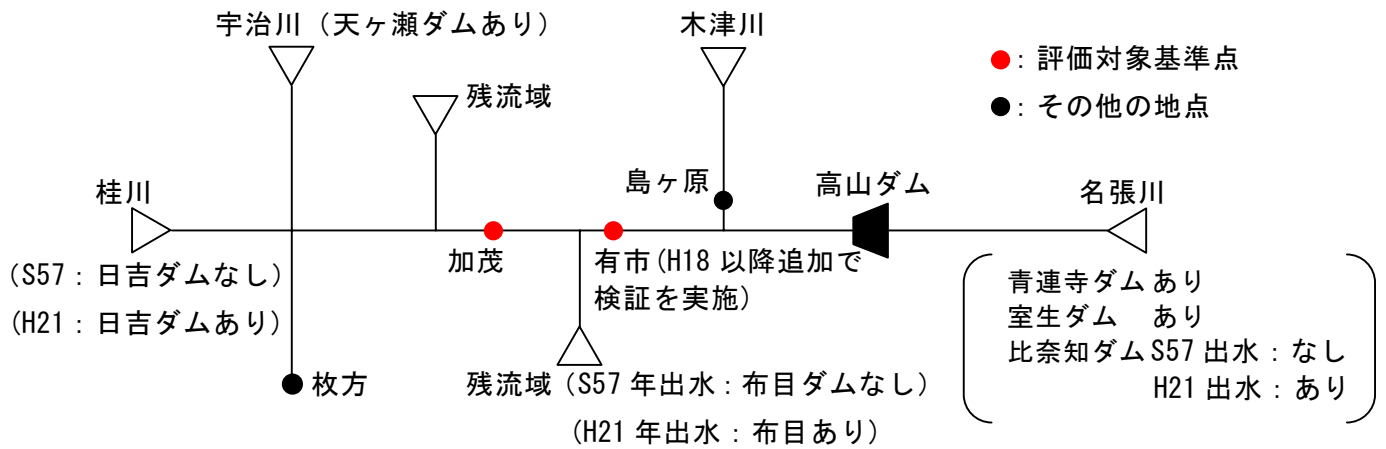 宇治川（天ヶ瀬ダムあり）
木津川
●：評価対象基準点
残流域
●：その他の地点
島ヶ原
高山ダム
桂川
名張川
加茂
有市(H18 以降追加で
検証を実施)
(S57：日吉ダムなし)
(H21：日吉ダムあり)
青蓮寺ダム あり
室生ダム あり
比奈知ダム S57 出水：なし
H21 出水：あり
枚方
残流域（S57 年出水：布目ダムなし）
(H21 年出水：布目あり)